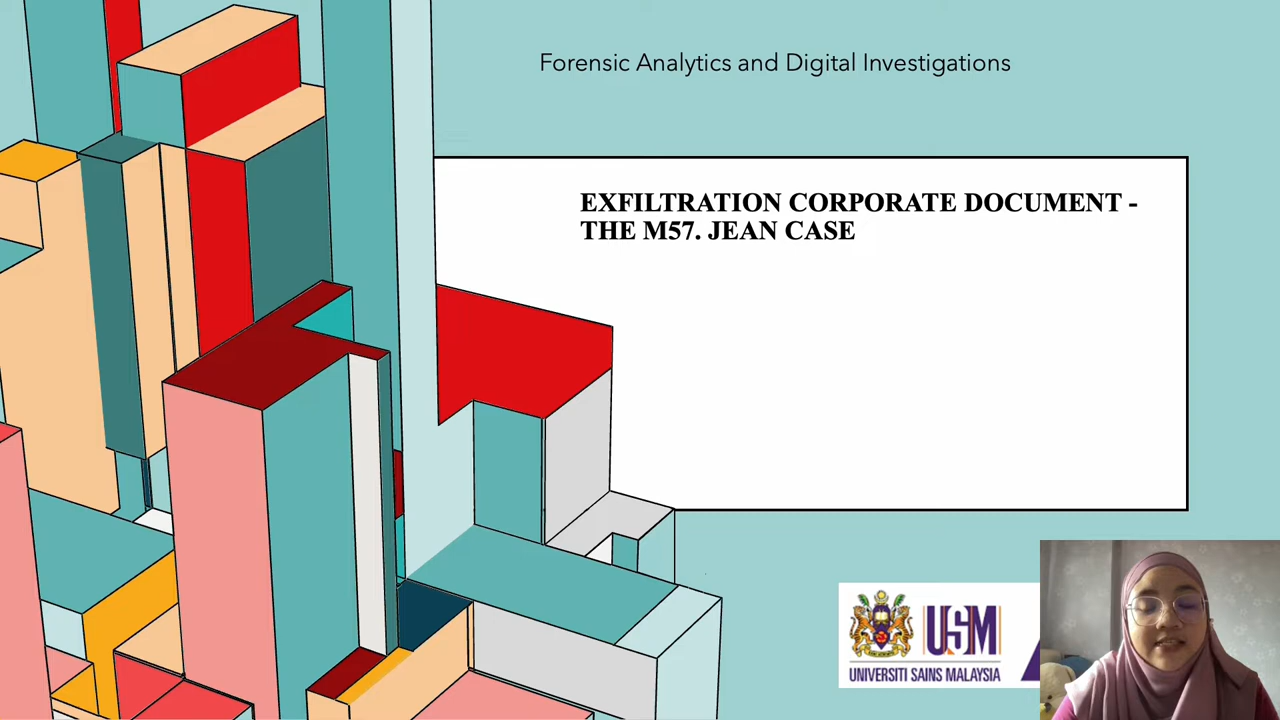 Forensic Analytics and Digital Investigations
EXFILTRATION CORPORATE DOCUMENT -
THE M57. JEAN CASE
USM
UNIVERSITI SAINS MALAYSIA